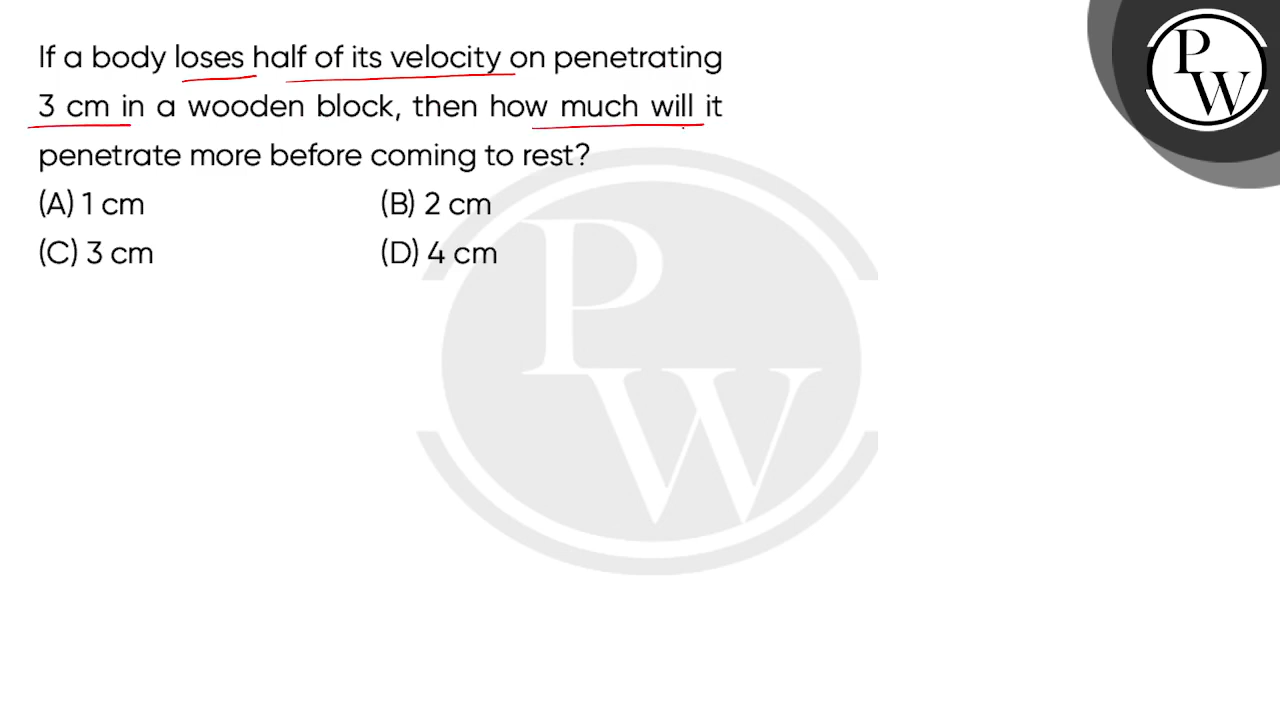 P
W
If a body loses half of its velocity on penetrating
3 cm in a wooden block, then how much will it
penetrate more before coming to rest?
(A) 1 cm (B) 2 cm
(C) 3 cm (D) 4 cm
P
W